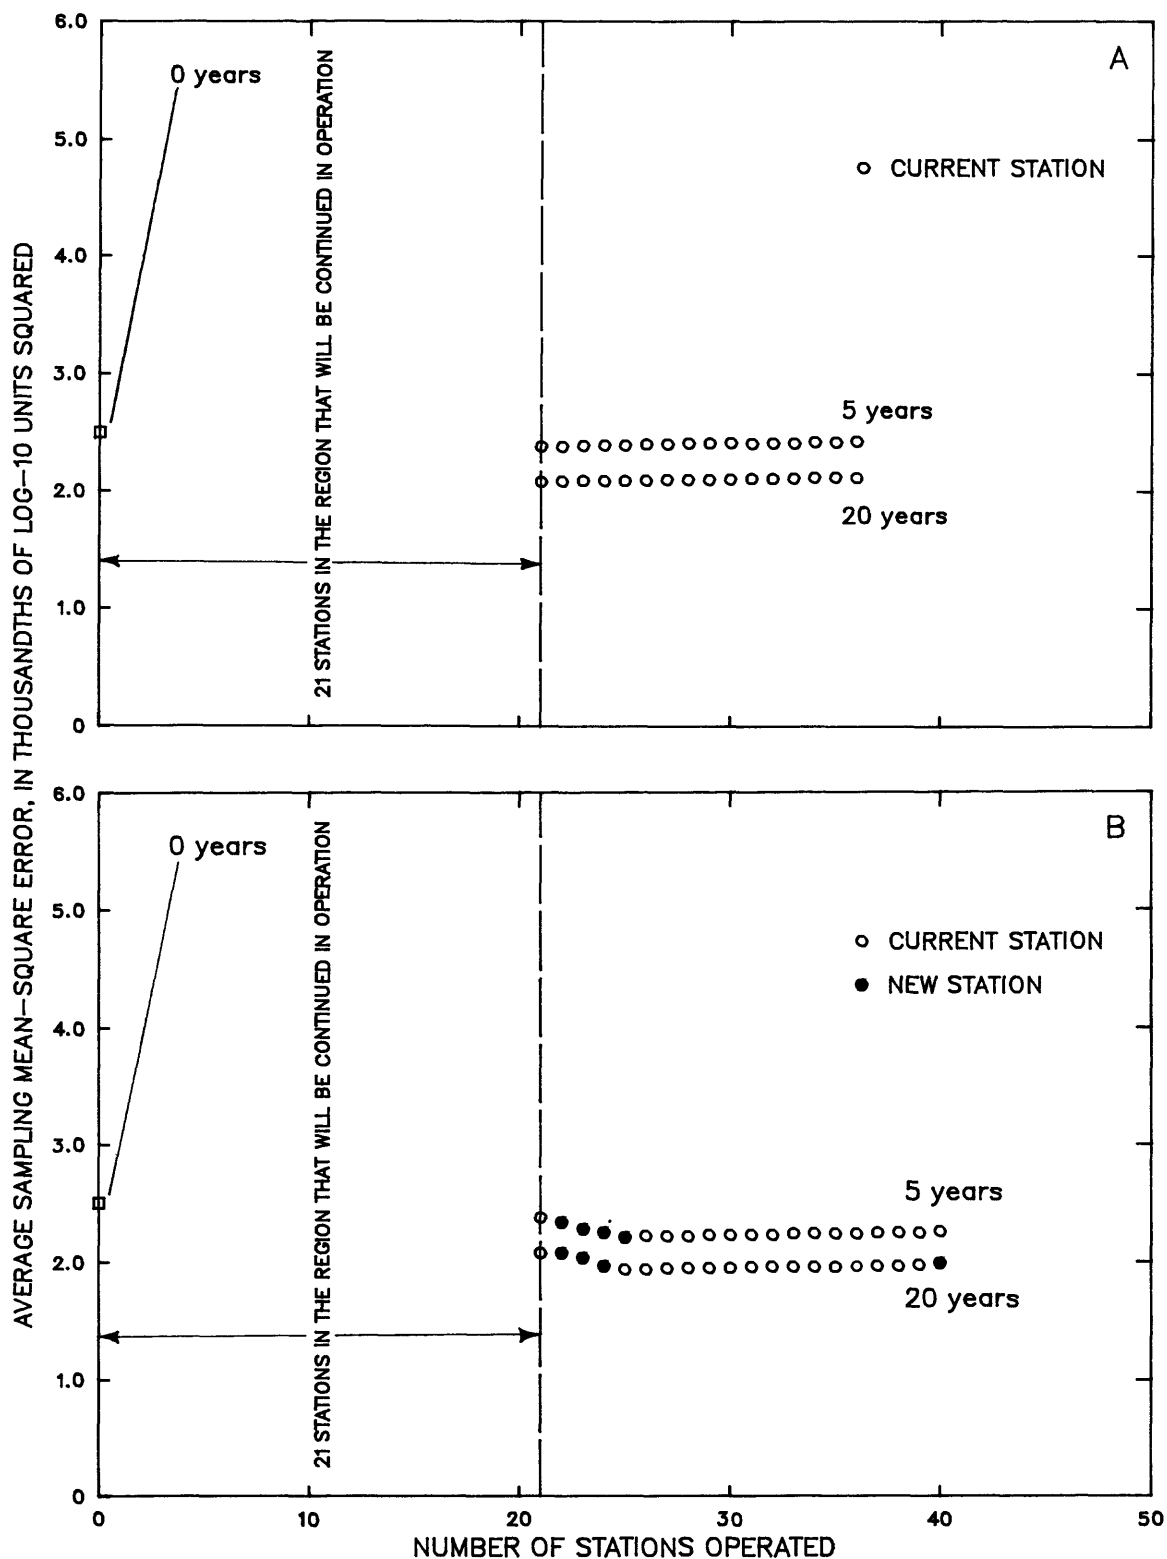 AVERAGE SAMPLING MEAN-SQUARE ERROR, IN THOUSANDTHS OF LOG-10 UNITS SQUARED
6.0
5.0
4.0
3.0
2.0
1.0
0
0 years
21 STATIONS IN THE REGION THAT WILL BE CONTINUED IN OPERATION
A
CURRENT STATION
5 years
20 years
6.0
5.0
4.0
3.0
2.0
1.0
0
0 years
21 STATIONS IN THE REGION THAT WILL BE CONTINUED IN OPERATION
B
CURRENT STATION
NEW STATION
5 years
20 years
0 10 20 30 40 50
NUMBER OF STATIONS OPERATED